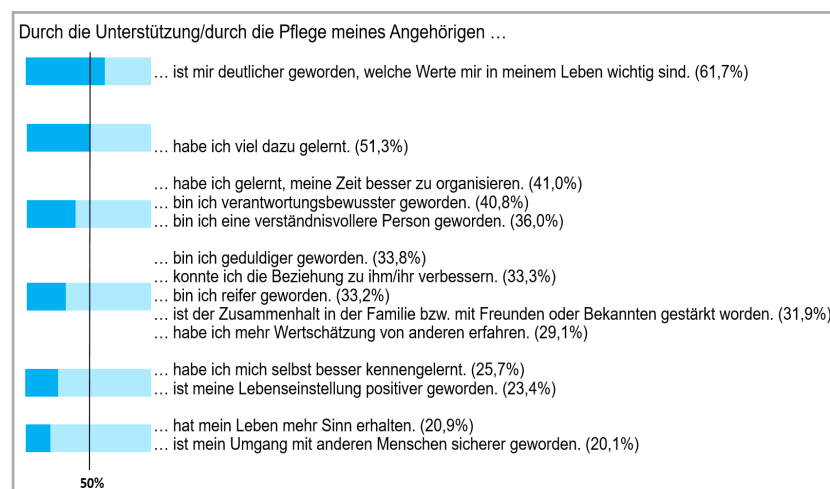 Durch die Unterstützung/durch die Pflege meines Angehörigen …
… ist mir deutlicher geworden, welche Werte mir in meinem Leben wichtig sind. (61,7%)
… habe ich viel dazu gelernt. (51,3%)
… habe ich gelernt, meine Zeit besser zu organisieren. (41,0%)
… bin ich verantwortungsbewusster geworden. (40,8%)
… bin ich eine verständnisvollere Person geworden. (36,0%)
… bin ich geduldiger geworden. (33,8%)
… konnte ich die Beziehung zu ihm/ihr verbessern. (33,3%)
… bin ich reifer geworden. (33,2%)
… ist der Zusammenhalt in der Familie bzw. mit Freunden oder Bekannten gestärkt worden. (31,9%)
… habe ich mehr Wertschätzung von anderen erfahren. (29,1%)
… habe ich mich selbst besser kennengelernt. (25,7%)
… ist meine Lebenseinstellung positiver geworden. (23,4%)
… hat mein Leben mehr Sinn erhalten. (20,9%)
… ist mein Umgang mit anderen Menschen sicherer geworden. (20,1%)
50%